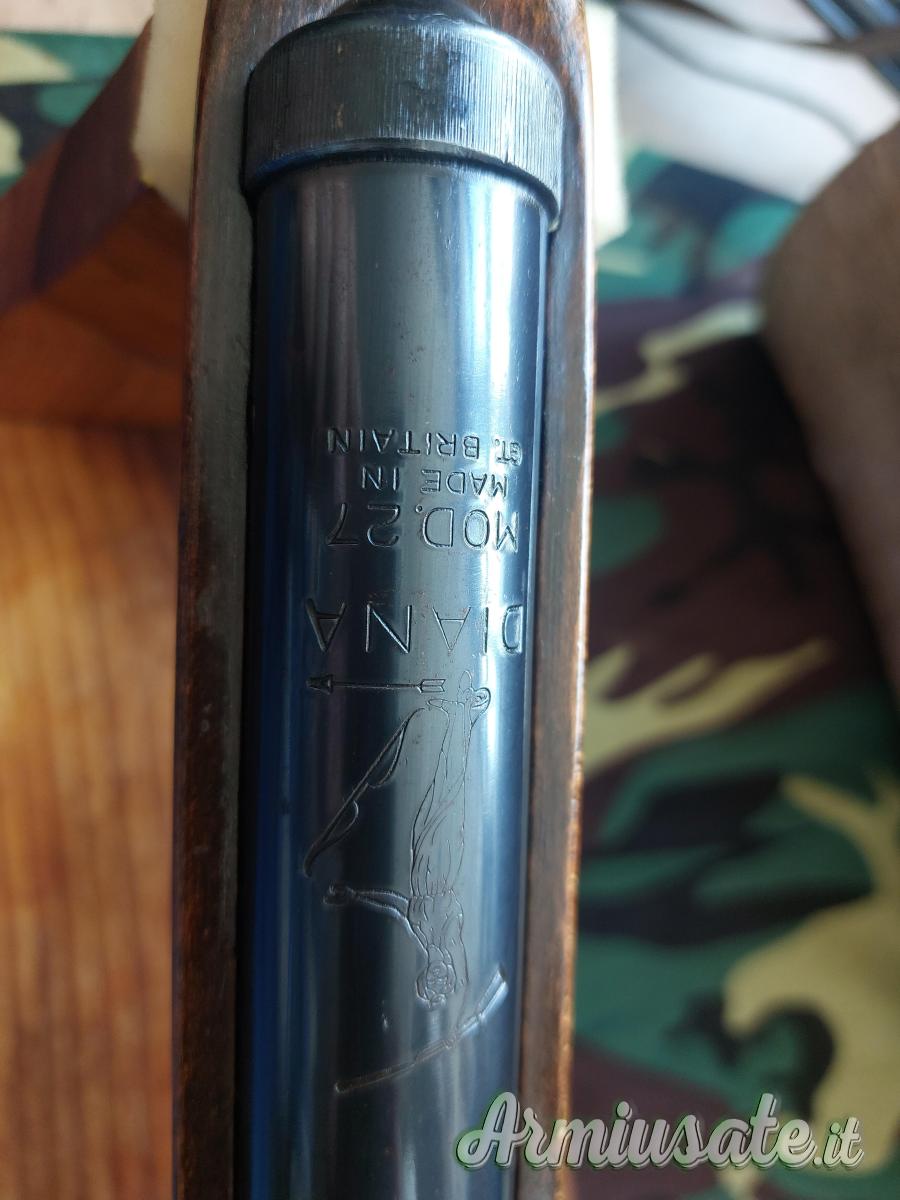 DIANA
MOD.27
MADE IN
GT. BRITAIN
Armiusate.it